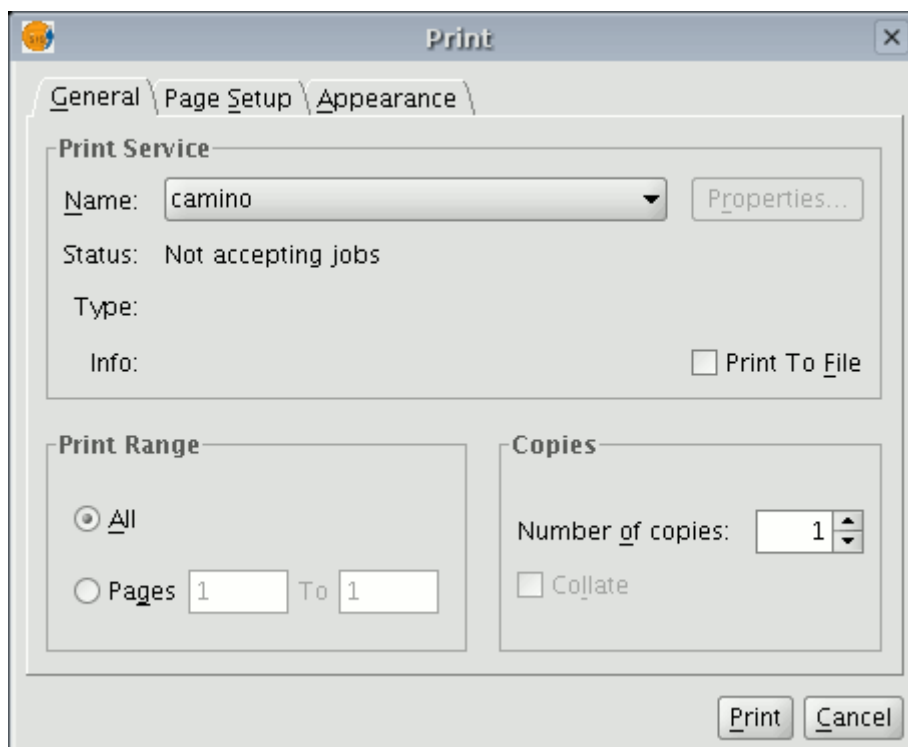 Print
General Page Setup Appearance
Print Service
Name: camino Properties...
Status: Not accepting jobs
Type:
Info: Print To File
Print Range
All
Pages 1 To 1
Copies
Number of copies: 1
Collate
Print Cancel